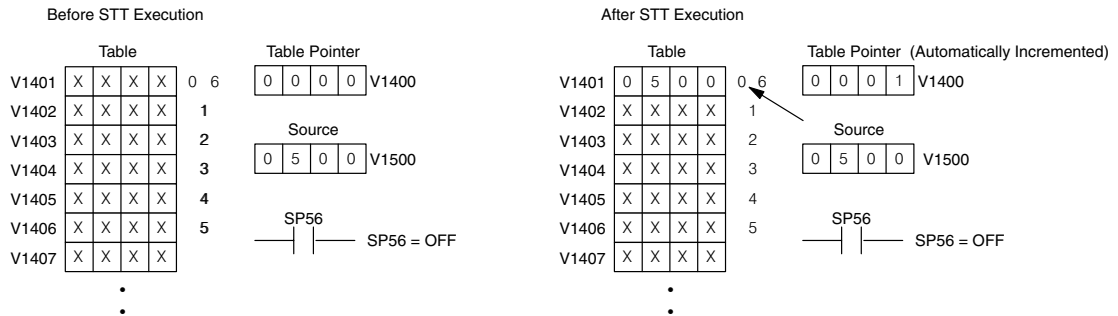 Before STT Execution
Table
Table Pointer
V1401 X X X X 0 6 0 0 0 0 V1400
V1402 X X X X 1
V1403 X X X X 2 Source
V1404 X X X X 3 0 5 0 0 V1500
V1405 X X X X 4
V1406 X X X X 5 SP56
SP56 = OFF
V1407 X X X X
After STT Execution
Table
Table Pointer (Automatically Incremented)
V1401 0 5 0 0 0 6 0 0 0 1 V1400
V1402 X X X X 1
V1403 X X X X 2 Source
V1404 X X X X 3 0 5 0 0 V1500
V1405 X X X X 4
V1406 X X X X 5 SP56
SP56 = OFF
V1407 X X X X